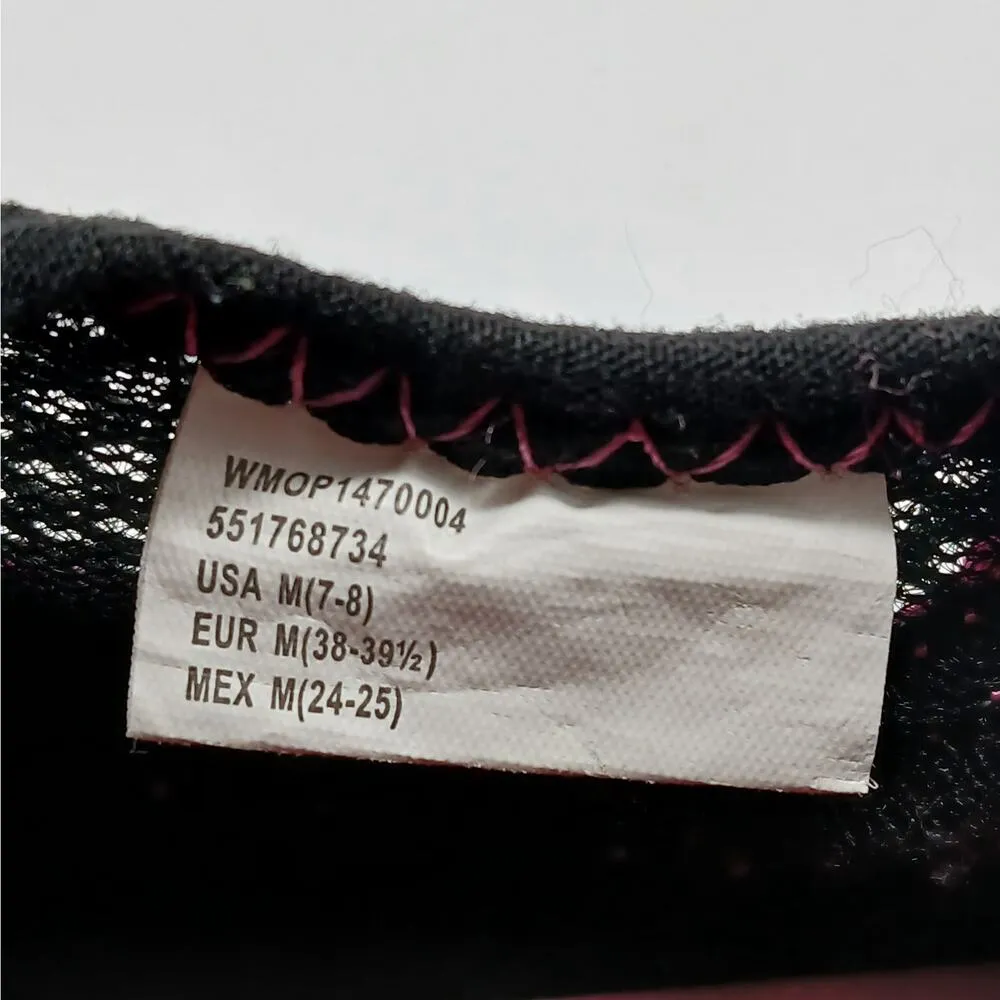 WMOP1470004
551768734
USA M(7-8)
EUR M(38-39½)
MEX M(24-25)